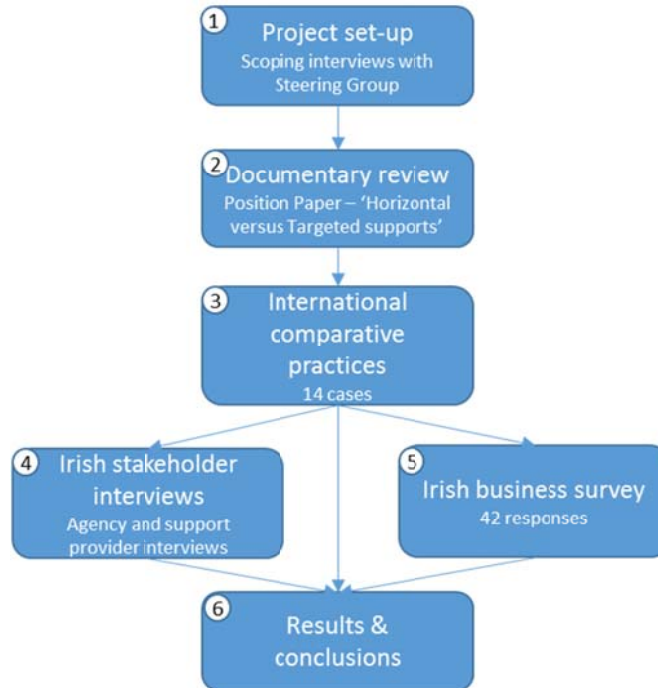 1
Project set-up
Scoping interviews with
Steering Group
2
Documentary review
Position Paper – ‘Horizontal
versus Targeted supports’
3
International
comparative
practices
14 cases
4
Irish stakeholder
interviews
Agency and support
provider interviews
5
Irish business survey
42 responses
6
Results &
conclusions